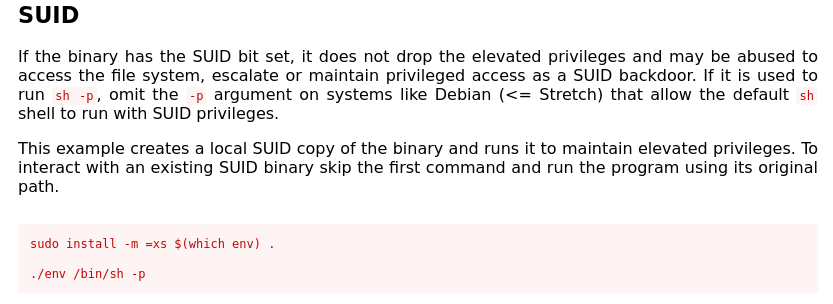 SUID
If the binary has the SUID bit set, it does not drop the elevated privileges and may be abused to
access the file system, escalate or maintain privileged access as a SUID backdoor. If it is used to
run sh -p, omit the -p argument on systems like Debian (<= Stretch) that allow the default sh
shell to run with SUID privileges.
This example creates a local SUID copy of the binary and runs it to maintain elevated privileges. To
interact with an existing SUID binary skip the first command and run the program using its original
path.
sudo install -m =xs $(which env) .
./env /bin/sh -p